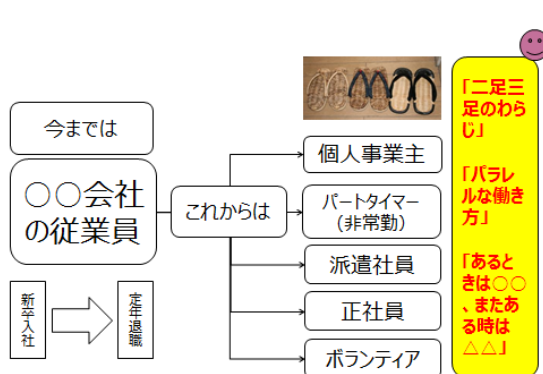 今までは
○○会社
の従業員
新卒入社
定年退職
これからは
個人事業主
パートタイマー
(非常勤)
派遣社員
正社員
ボランティア
「二足三
足のわら
じ」
「パラレ
ルな働き
方」
「あると
きは○○
、またあ
る時は
△△」